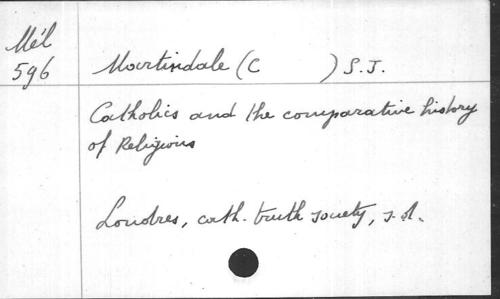 Mél
596
Martindale (C ) S.J.
Catholics and the comparative history
of Religions
Londres, cath. truth society, s.d.